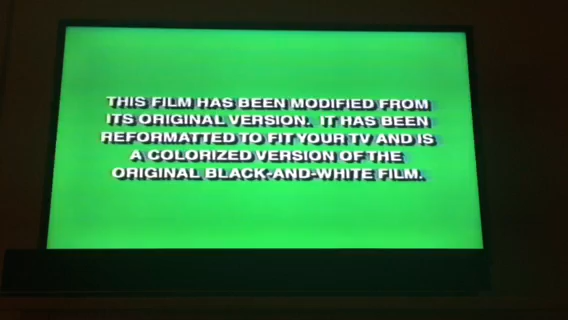 THIS FILM HAS BEEN MODIFIED FROM
ITS ORIGINAL VERSION. IT HAS BEEN
REFORMATTED TO FIT YOUR TV AND IS
A COLORIZED VERSION OF THE
ORIGINAL BLACK-AND-WHITE FILM.